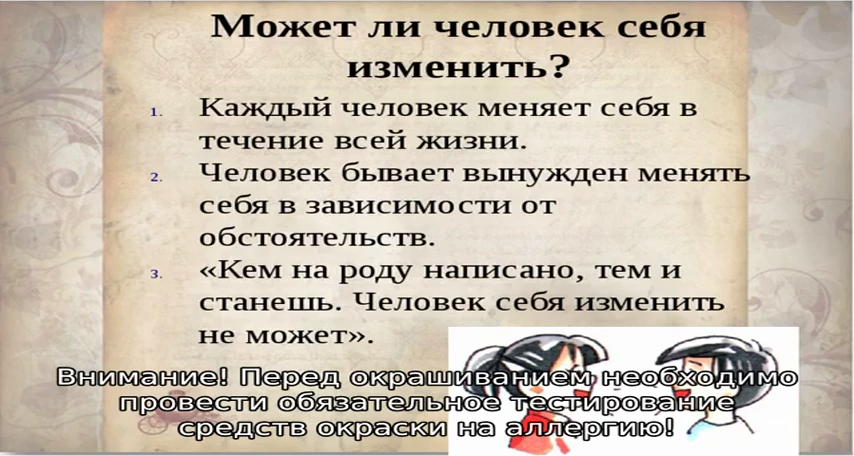 Может ли человек себя
изменить?
1. Каждый человек меняет себя в
течение всей жизни.
2. Человек бывает вынужден менять
себя в зависимости от
обстоятельств.
3. «Кем на роду написано, тем и
станешь. Человек себя изменить
не может».
Внимание! Перед окрашиванием необходимо
провести обязательное тестирование
средств окраски на аллергию!